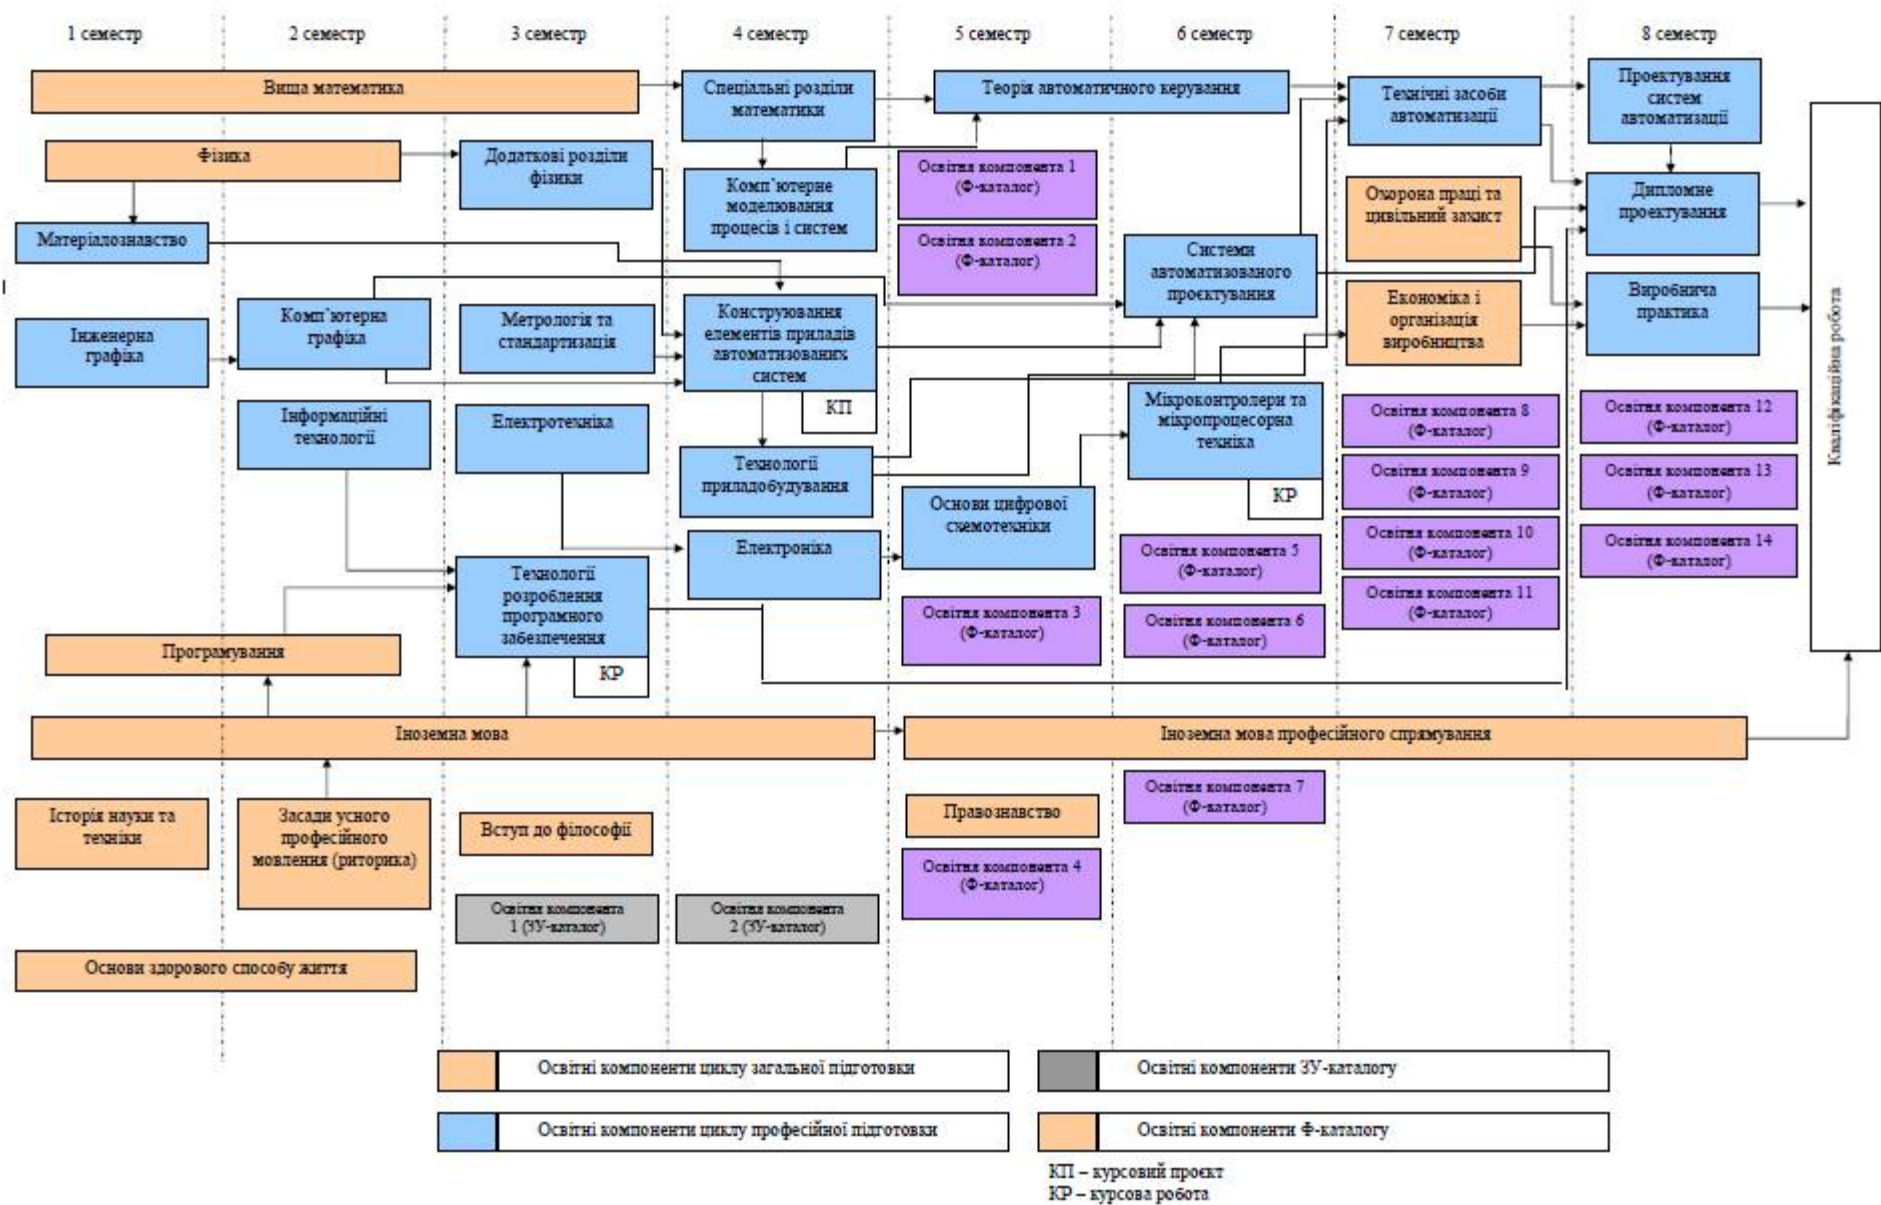 1 семестр
2 семестр
3 семестр
4 семестр
5 семестр
6 семестр
7 семестр
8 семестр
Вища математика
Спеціальні розділи
математики
Теорія автоматичного керування
Технічні засоби
автоматизації
Проектування
систем
автоматизації
Фізика
Додаткові розділи
фізики
Комп'ютерне
моделювання
процесів і систем
Освітня компонента 1
(Ф-каталог)
Освітня компонента 2
(Ф-каталог)
Охорона праці та
цивільний захист
Дипломне
проектування
Матеріалознавство
Системи
автоматизованого
проєктування
Інженерна
графіка
Комп'ютерна
графіка
Метрологія та
стандартизація
Конструювання
елементів приладів
автоматизованих
систем
КП
Економіка і
організація
виробництва
Виробнича
практика
Кваліфікаційна робота
Інформаційні
технології
Електротехніка
Технології
приладобудування
Мікроконтролери та
мікропроцесорна
техніка
КР
Освітня компонента 8
(Ф-каталог)
Освітня компонента 9
(Ф-каталог)
Освітня компонента 10
(Ф-каталог)
Освітня компонента 11
(Ф-каталог)
Освітня компонента 12
(Ф-каталог)
Освітня компонента 13
(Ф-каталог)
Освітня компонента 14
(Ф-каталог)
Основи цифрової
схемотехніки
Електроніка
Технології
розроблення
програмного
забезпечення
КР
Освітня компонента 5
(Ф-каталог)
Освітня компонента 3
(Ф-каталог)
Освітня компонента 6
(Ф-каталог)
Програмування
Іноземна мова
Іноземна мова професійного спрямування
Історія науки та
техніки
Засади усного
професійного
мовлення (риторика)
Вступ до філософії
Правознавство
Освітня компонента 7
(Ф-каталог)
Освітня компонента 4
(Ф-каталог)
Освітня компонента
1 (ЗУ-каталог)
Освітня компонента
2 (ЗУ-каталог)
Основи здорового способу життя
Освітні компоненти циклу загальної підготовки
Освітні компоненти ЗУ-каталогу
Освітні компоненти циклу професійної підготовки
Освітні компоненти Ф-каталогу
КП – курсовий проєкт
КР – курсова робота